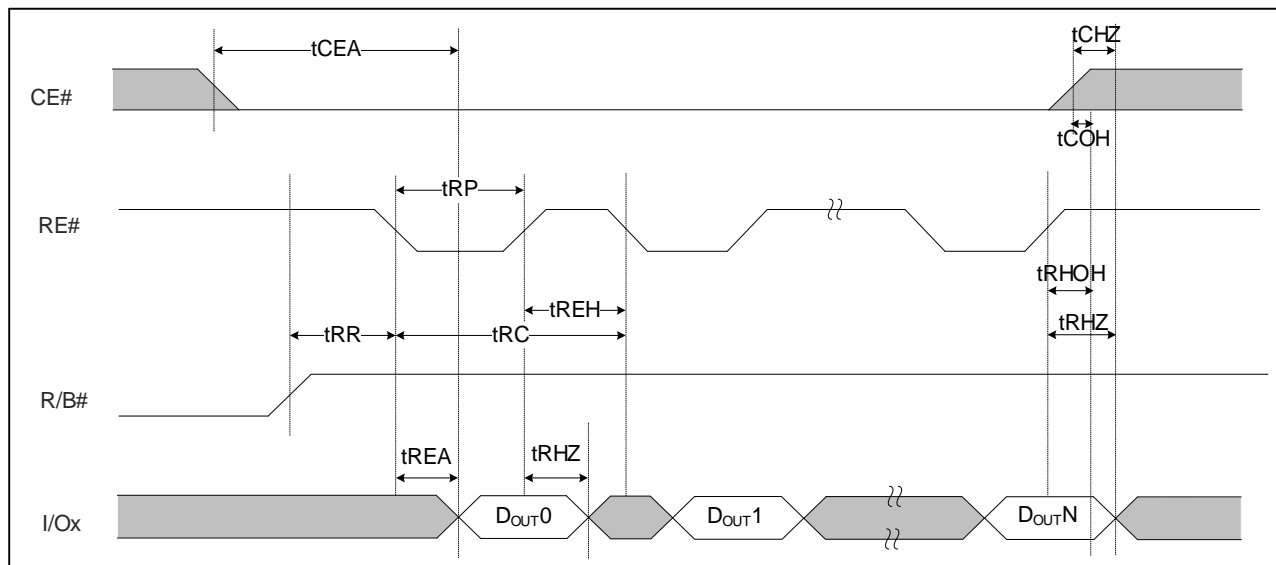 tCEA
tCHZ
CE#
tCOH
tRP
RE#
tRHOH
tREH
tRR
tRC
tRHZ
R/B#
tREA
tRHZ
I/Ox
DOUT0
DOUT1
DOUTN